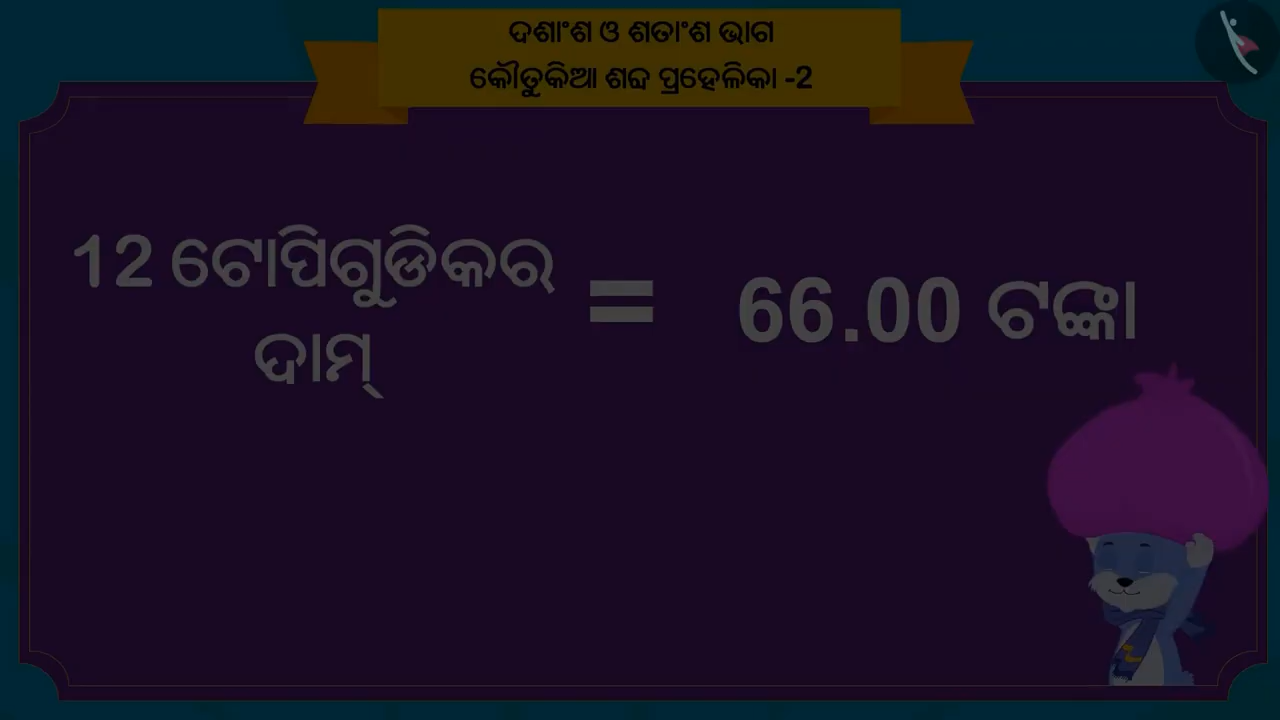 ଦଶାଂଶ ଓ ଶତାଂଶ ଭାଗ
କୌତୁକିଆ ଶବ୍ଦ ପ୍ରହେଳିକା -2
12 ଟୋପିଗୁଡିକର୍
ଦାମ୍
= 66.00 ଟଙ୍କା